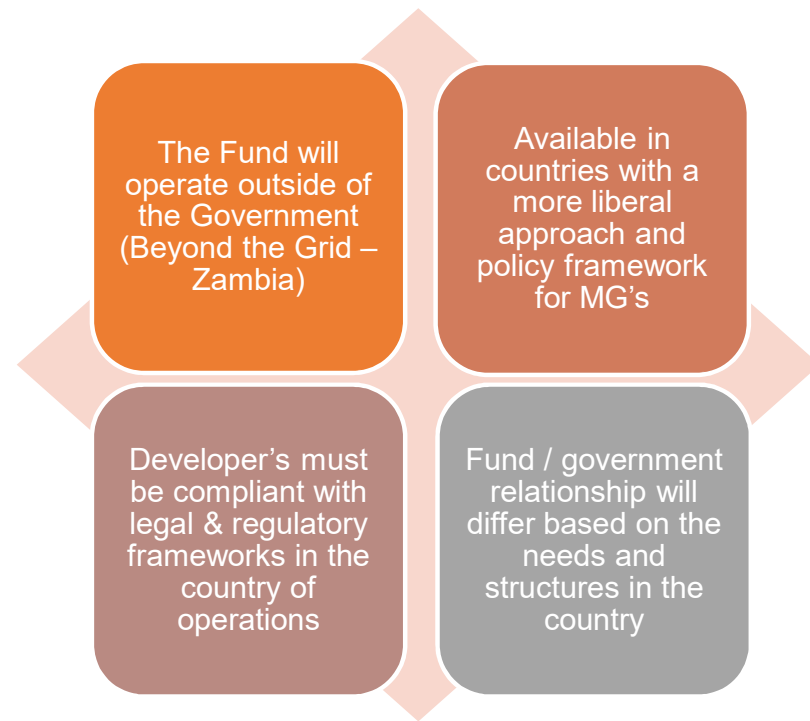 The Fund will
operate outside of
the Government
(Beyond the Grid –
Zambia)
Available in
countries with a
more liberal
approach and
policy framework
for MG's
Developer's must
be compliant with
legal & regulatory
frameworks in the
country of
operations
Fund / government
relationship will
differ based on the
needs and
structures in the
country